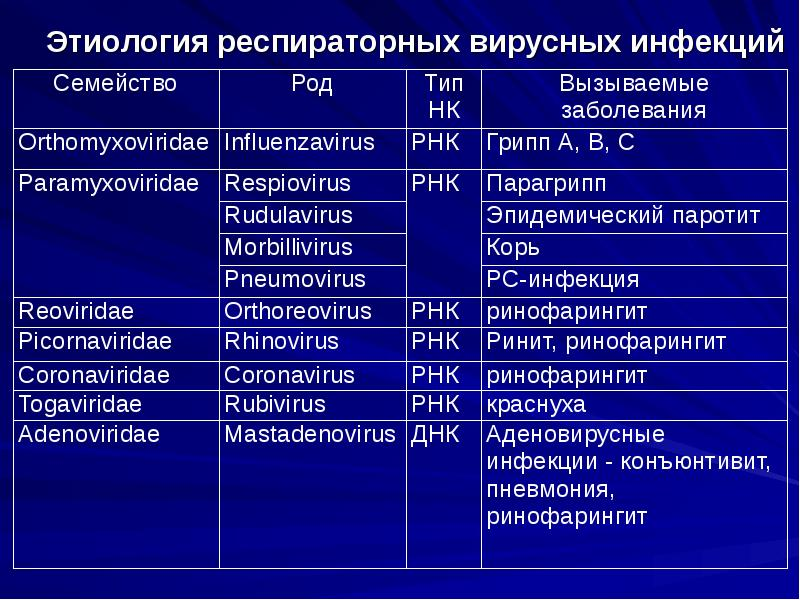 Этиология респираторных вирусных инфекций
Семейство Род Тип Вызываемые
НК заболевания
Orthomyxoviridae Influenzavirus РНК Грипп А, В, С
Paramyxoviridae Respiovirus РНК Парагрипп
Rudulavirus Эпидемический паротит
Morbillivirus Корь
Pneumovirus РС-инфекция
Reoviridae Orthoreovirus РНК ринофарингит
Picornaviridae Rhinovirus РНК Ринит, ринофарингит
Coronaviridae Coronavirus РНК ринофарингит
Togaviridae Rubivirus РНК краснуха
Adenoviridae Mastadenovirus ДНК Аденовирусные
инфекции - конъюнтивит,
пневмония,
ринофарингит